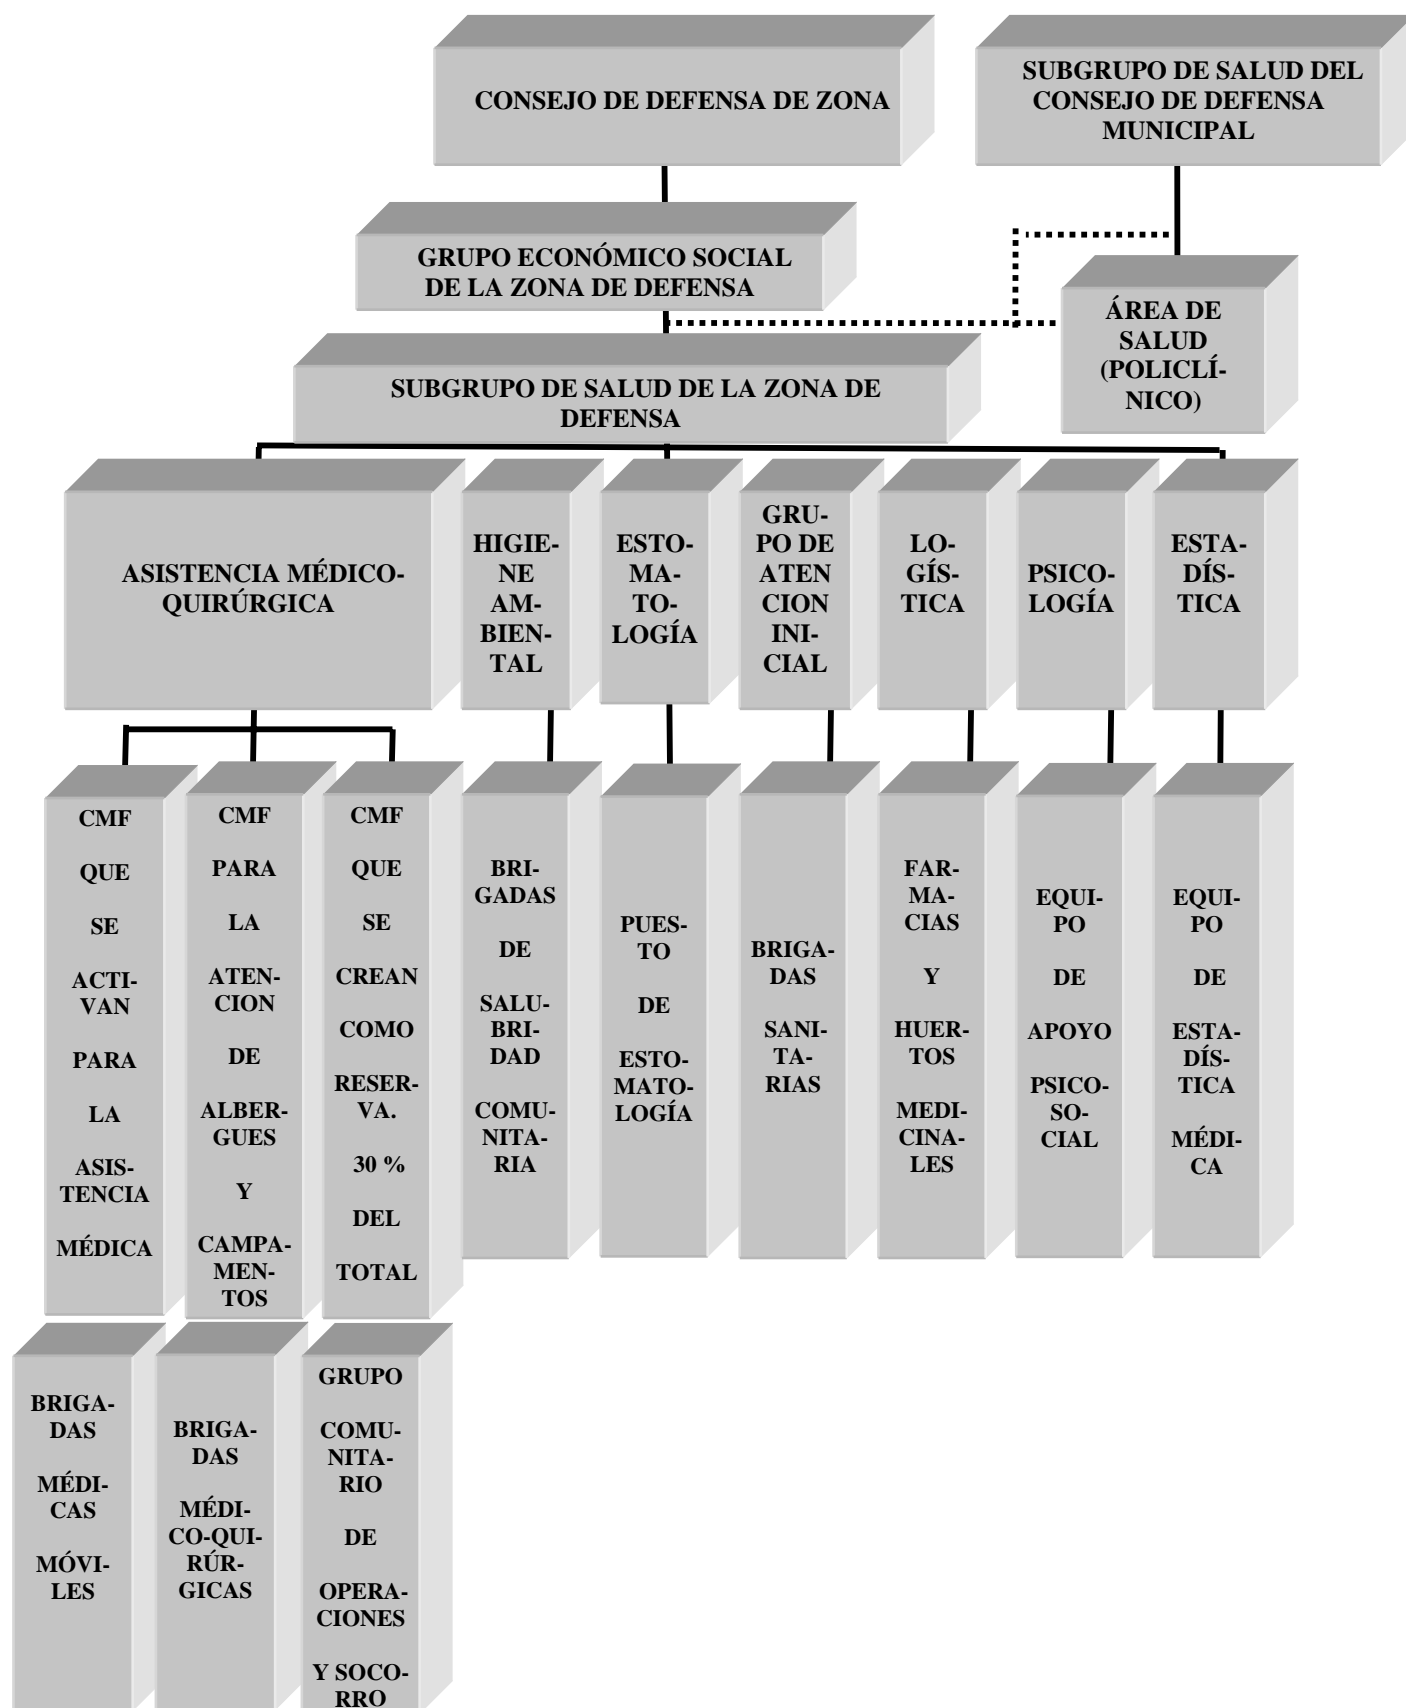 CONSEJO DE DEFENSA DE ZONA
SUBGRUPO DE SALUD DEL
CONSEJO DE DEFENSA
MUNICIPAL
GRUPO ECONÓMICO SOCIAL
DE LA ZONA DE DEFENSA
ÁREA DE
SALUD
(POLICLÍ-
NICO)
SUBGRUPO DE SALUD DE LA ZONA DE
DEFENSA
ASISTENCIA MÉDICO-
QUIRÚRGICA
HIGIE-
NE
AM-
BIEN-
TAL
ESTO-
MA-
TO-
LOGÍA
GRU-
PO DE
ATEN
CION
INI-
CIAL
LO-
GÍS-
TICA
PSICO-
LOGÍA
ESTA-
DÍS-
TICA
CMF
QUE
SE
ACTI-
VAN
PARA
LA
ASIS-
TENCIA
MÉDICA
CMF
PARA
LA
ATEN-
CION
DE
ALBER-
GUES
Y
CAMPA-
MEN-
TOS
CMF
QUE
SE
CREAN
COMO
RESER-
VA.
30 %
DEL
TOTAL
BRI-
GADAS
DE
SALU-
BRI-
DAD
COMU-
NITA-
RIA
PUES-
TO
DE
ESTO-
MATO-
LOGÍA
BRIGA-
DAS
SANI-
TA-
RIAS
FAR-
MA-
CIAS
Y
HUER-
TOS
MEDI-
CINA-
LES
EQUI-
PO
DE
APOYO
PSICO-
SO-
CIAL
EQUI-
PO
DE
ESTA-
DÍS-
TICA
MÉDI-
CA
BRIGA-
DAS
MÉDI-
CAS
MÓVI-
LES
BRIGA-
DAS
MÉDI-
CO-QUI-
RÚR-
GICAS
GRUPO
COMU-
NITA-
RIO
DE
OPERA-
CIONES
Y SOCO-
RRO